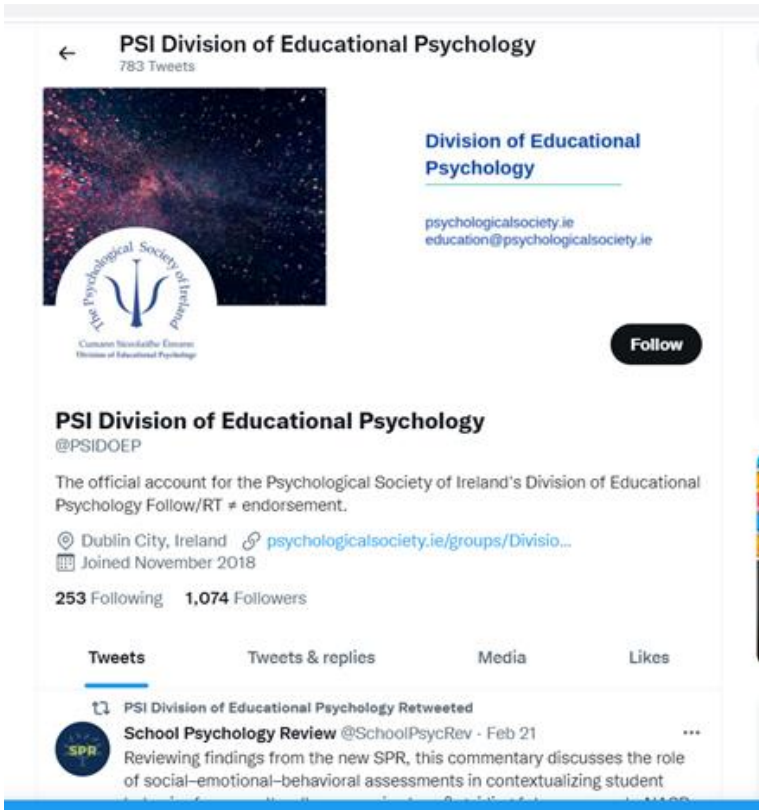 PSI Division of Educational Psychology
783 Tweets
Division of Educational
Psychology
psychologicalsociety.ie
education@psychologicalsociety.ie
The Psychological Society of Ireland
Cumann Síceolaithe Éireann
Division of Educational Psychology
Follow
PSI Division of Educational Psychology
@PSIDOEP
The official account for the Psychological Society of Ireland's Division of Educational
Psychology Follow/RT ≠ endorsement.
Dublin City, Ireland psychologicalsociety.ie/groups/Divisio...
Joined November 2018
253 Following 1,074 Followers
Tweets Tweets & replies Media Likes
PSI Division of Educational Psychology Retweeted
SPR
School Psychology Review @SchoolPsycRev - Feb 21
Reviewing findings from the new SPR, this commentary discusses the role
of social–emotional–behavioral assessments in contextualizing student